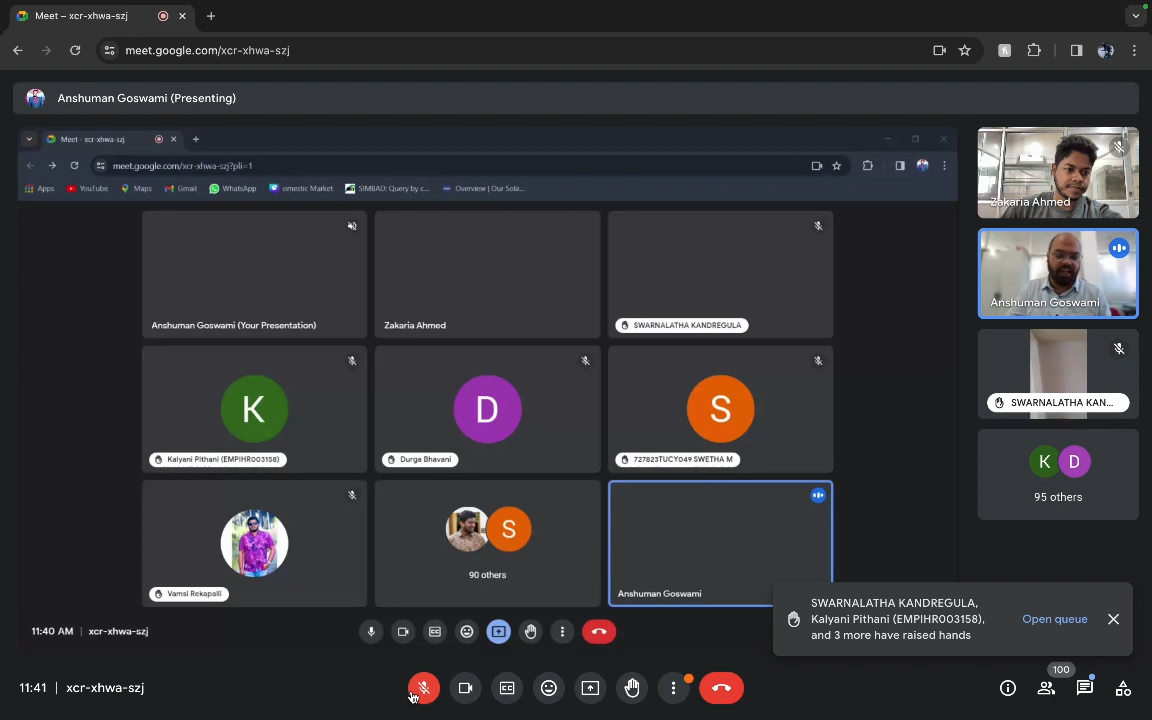 Meet – xcr-xhwa-szj
meet.google.com/xcr-xhwa-szj
Anshuman Goswami (Presenting)
Meet – xcr-xhwa-szj
meet.google.com/xcr-xhwa-szj?pli=1
Apps YouTube Maps Gmail WhatsApp omestic Market SIMBAD: Query by c... Overview | Our Sola...
Anshuman Goswami (Your Presentation)
Zakaria Ahmed
SWARNALATHA KANDREGULA
K
Kalyani Pithani (EMPIHR003158)
D
Durga Bhavani
S
727823TUCY049 SWETHA M
Vamsi Rekapalli
S
90 others
Anshuman Goswami
11:40 AM | xcr-xhwa-szj
Zakaria Ahmed
Anshuman Goswami
SWARNALATHA KAN...
K D
95 others
SWARNALATHA KANDREGULA,
Kalyani Pithani (EMPIHR003158),
and 3 more have raised hands
Open queue
11:41 | xcr-xhwa-szj
100